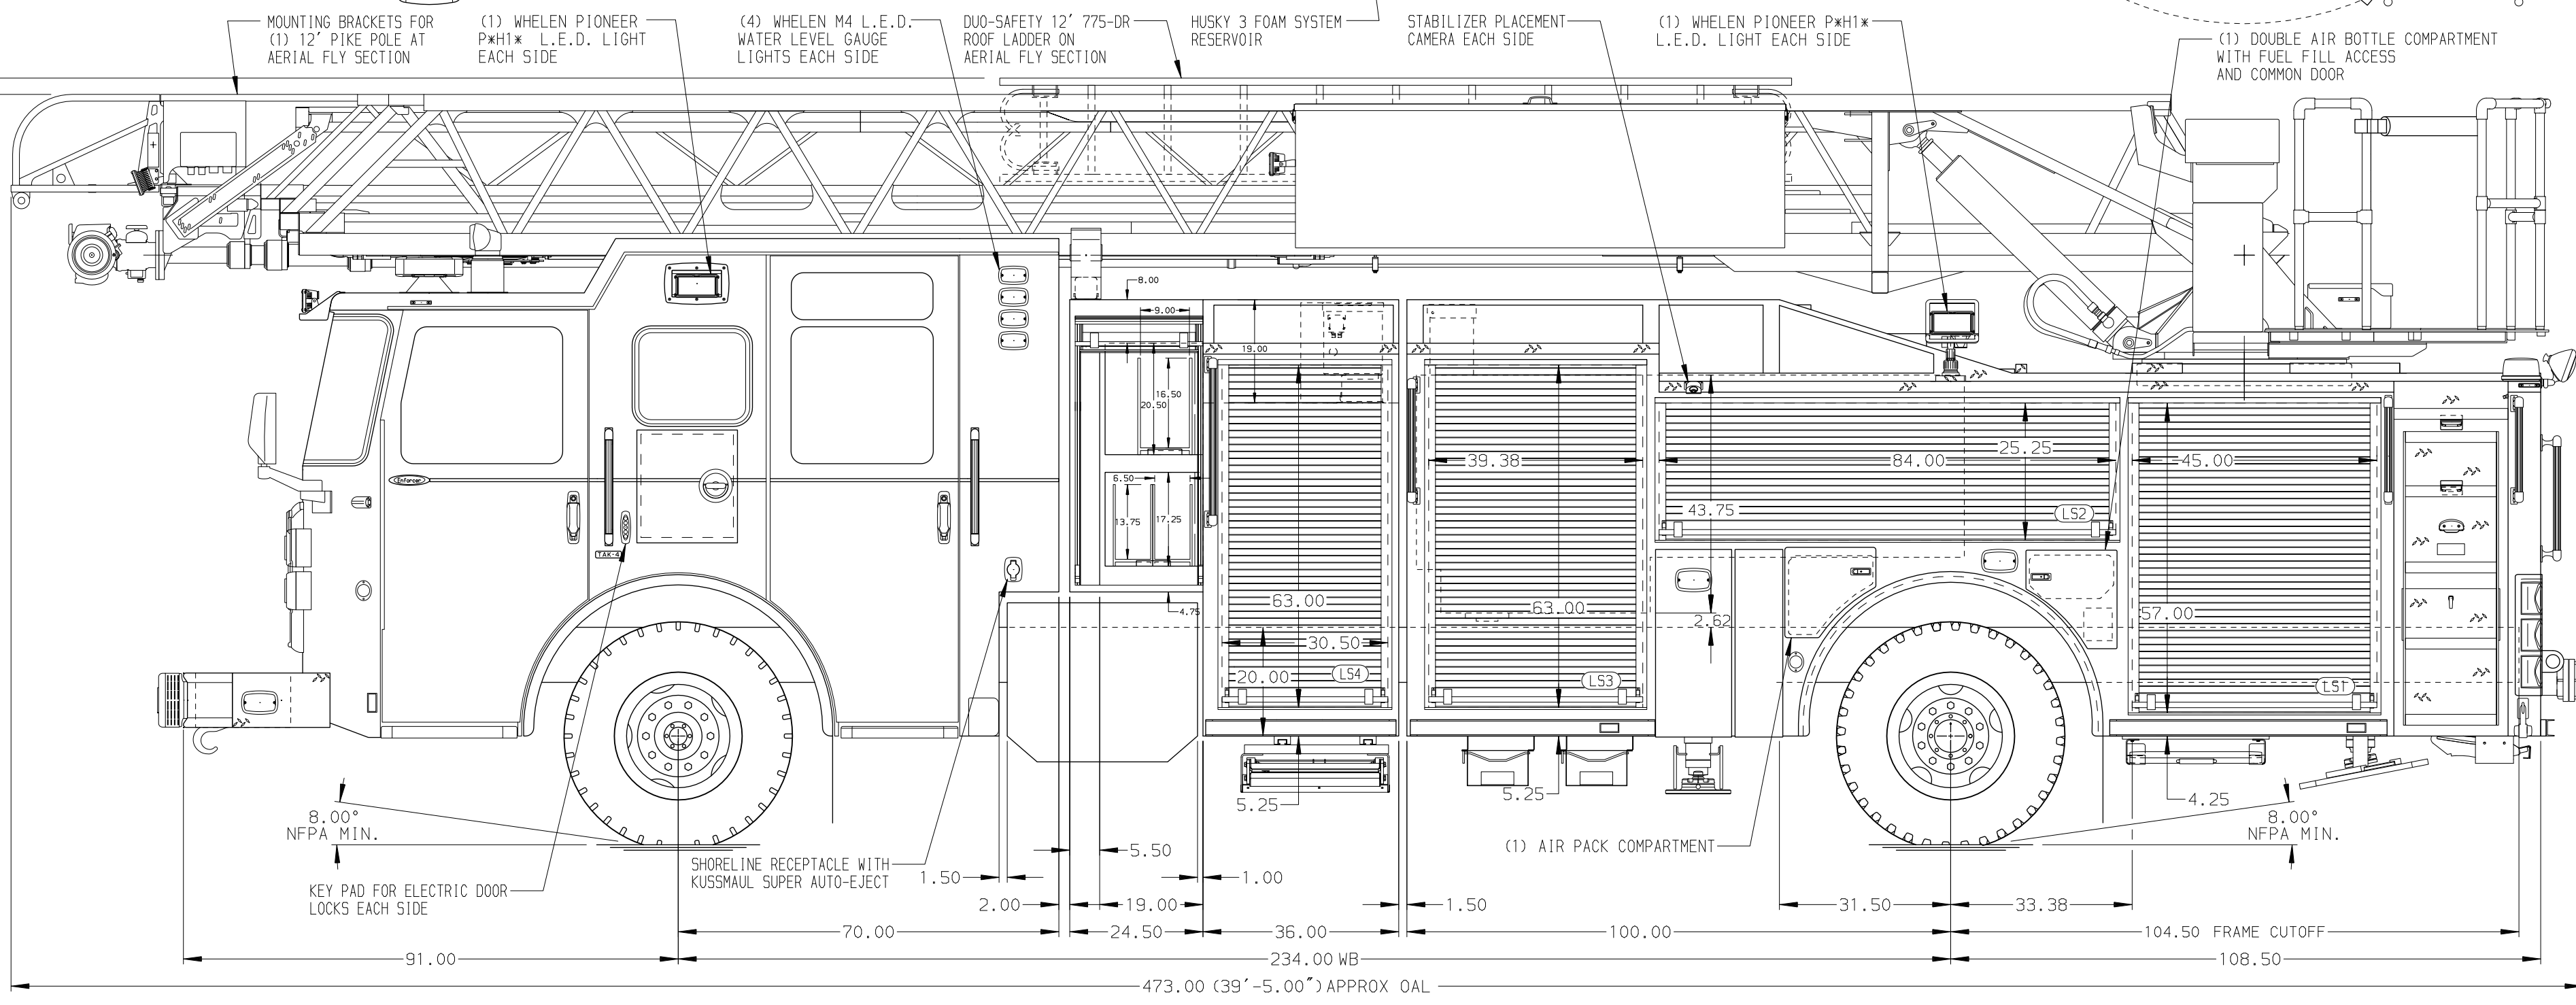 MOUNTING BRACKETS FOR
(1) 12′ PIKE POLE AT
AERIAL FLY SECTION
(1) WHELEN PIONEER
P*H1* L.E.D. LIGHT
EACH SIDE
(4) WHELEN M4 L.E.D.
WATER LEVEL GAUGE
LIGHTS EACH SIDE
DUO-SAFETY 12′ 775-DR
ROOF LADDER ON
AERIAL FLY SECTION
HUSKY 3 FOAM SYSTEM
RESERVOIR
STABILIZER PLACEMENT
CAMERA EACH SIDE
(1) WHELEN PIONEER P*H1*
L.E.D. LIGHT EACH SIDE
(1) DOUBLE AIR BOTTLE COMPARTMENT
WITH FUEL FILL ACCESS
AND COMMON DOOR
8.00
9.00
19.00
16.50
20.50
6.50
13.75
17.25
4.75
Enforcer
TAK-4
39.38
84.00
25.25
45.00
43.75
LS2
63.00
63.00
2.62
57.00
30.50
20.00
LS4
LS3
LS1
5.25
5.25
4.25
8.00°
NFPA MIN.
8.00°
NFPA MIN.
SHORELINE RECEPTACLE WITH
KUSSMAUL SUPER AUTO-EJECT
KEY PAD FOR ELECTRIC DOOR
LOCKS EACH SIDE
(1) AIR PACK COMPARTMENT
5.50
1.50
1.00
2.00
19.00
1.50
31.50
33.38
70.00
24.50
36.00
100.00
104.50 FRAME CUTOFF
91.00
234.00 WB
108.50
473.00 (39′-5.00″) APPROX OAL